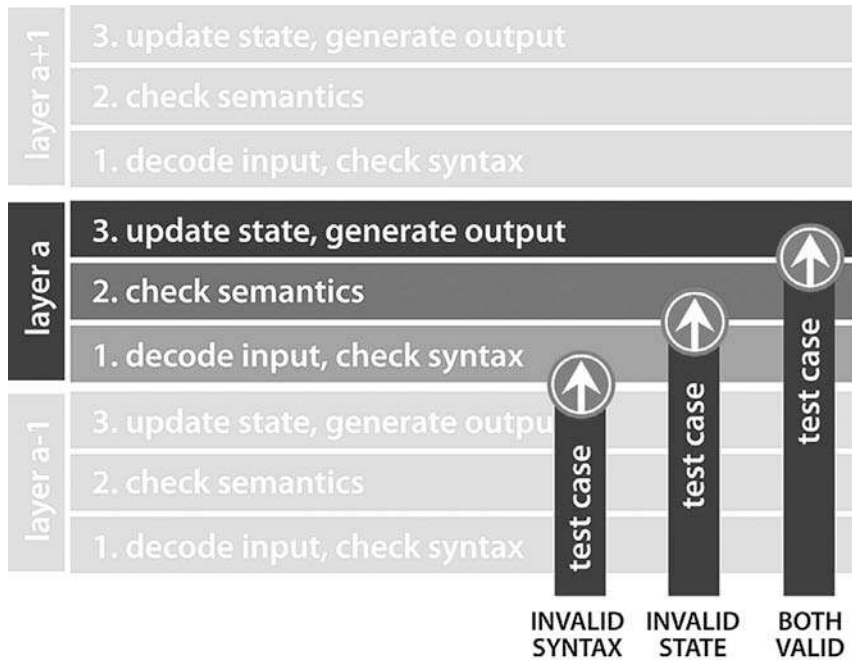 layer a+1
3. update state, generate output
2. check semantics
1. decode input, check syntax
layer a
3. update state, generate output
2. check semantics
1. decode input, check syntax
layer a-1
3. update state, generate outpu
2. check semantics
1. decode input, check syntax
test case
test case
test case
INVALID
SYNTAX
INVALID
STATE
BOTH
VALID